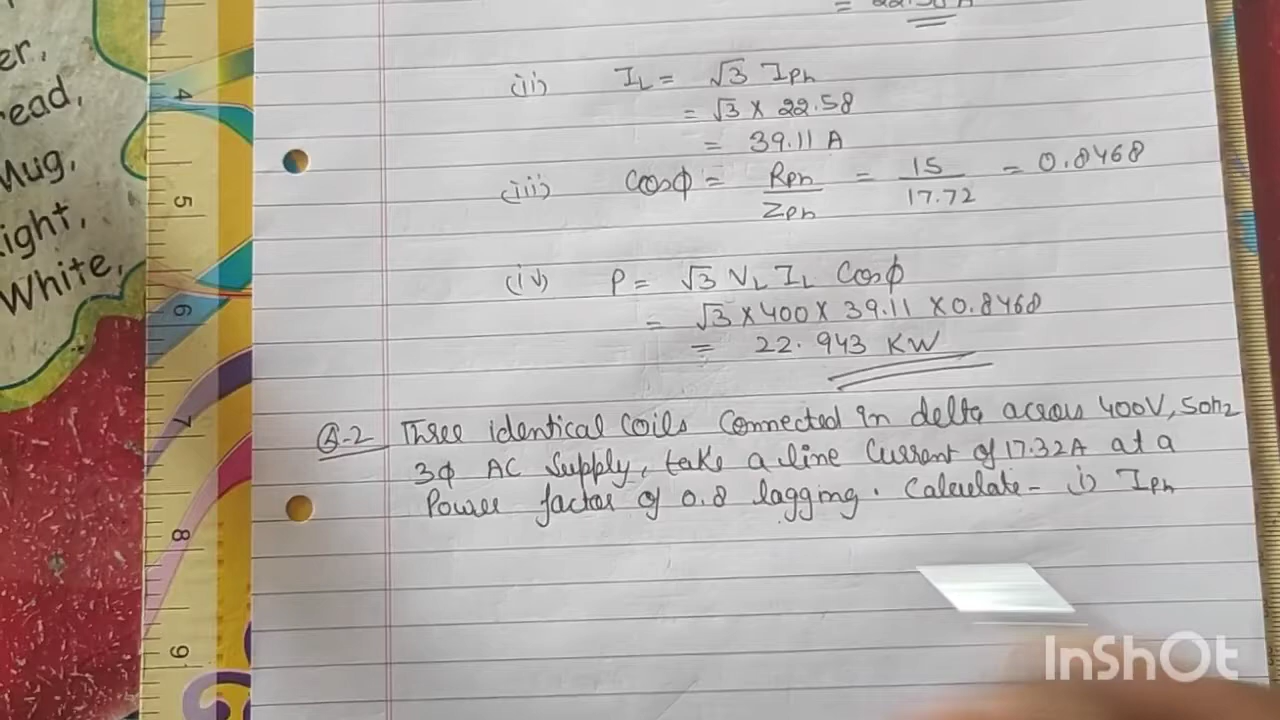 er.
ead,
Mug,
ight,
White,
4
5
6
7
8
9
(ii) IL = √3 Iph
= √3 × 22.58
= 39.11 A
(iii) Cosϕ = Rph/Zph = 15/17.72 = 0.8468
(iv) P = √3 VL IL Cosϕ
= √3 × 400 × 39.11 × 0.8468
= 22.943 KW
Q-2 Three identical coils connected in delta across 400V, 50hz
3ϕ AC Supply, take a line current of 17.32A at a
Power factor of 0.8 lagging. Calculate - i) Iph
InShOt